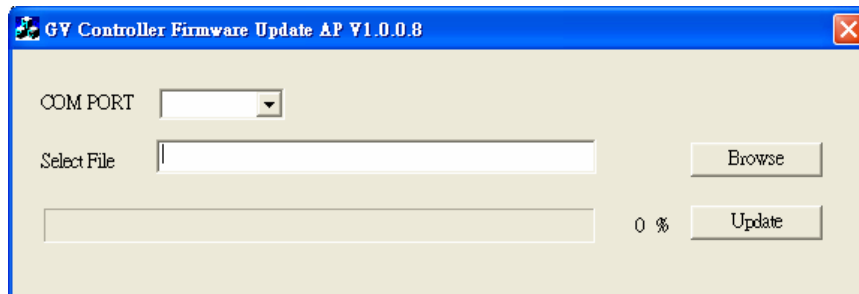 GV Controller Firmware Update AP V1.0.0.8
COM PORT
Select File
Browse
0 %
Update